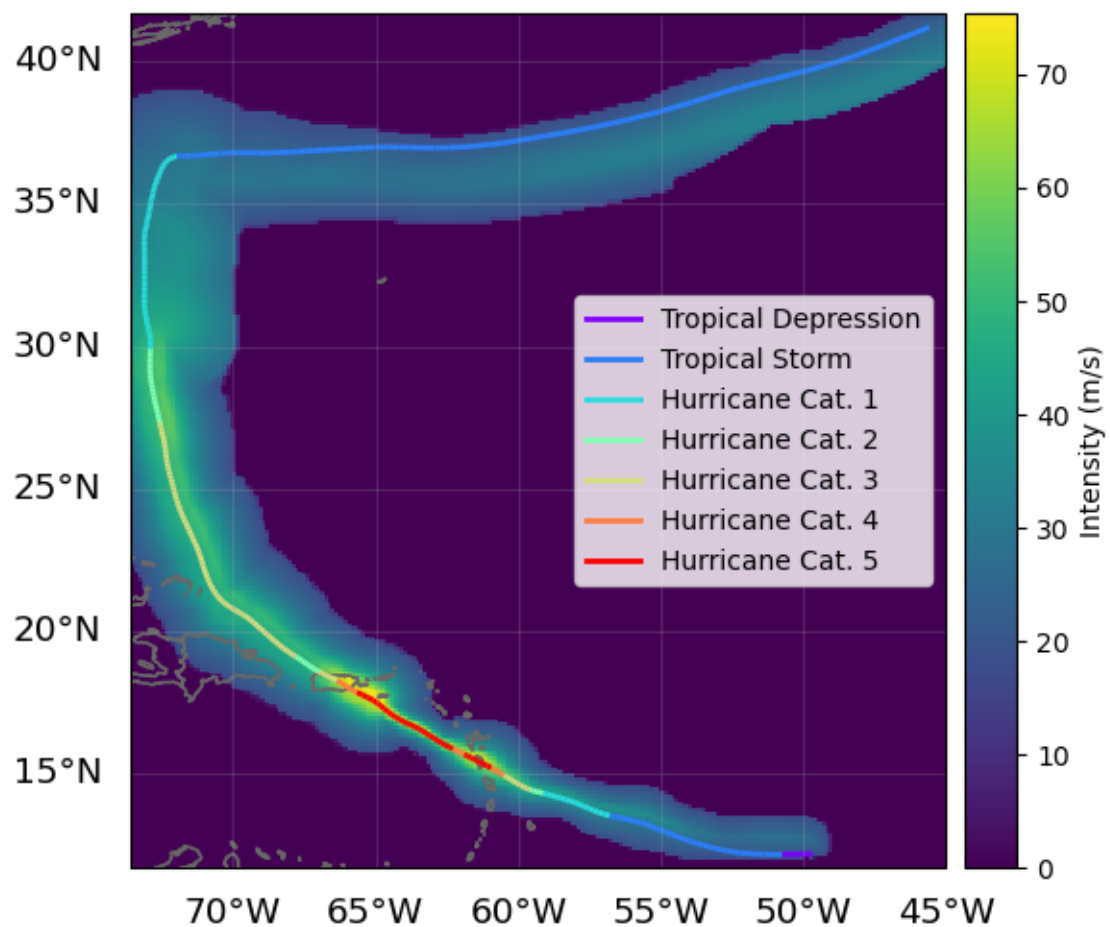 40°N
35°N
30°N
25°N
20°N
15°N
70°W
65°W
60°W
55°W
50°W
45°W
Tropical Depression
Tropical Storm
Hurricane Cat. 1
Hurricane Cat. 2
Hurricane Cat. 3
Hurricane Cat. 4
Hurricane Cat. 5
70
60
50
40
30
20
10
0
Intensity (m/s)